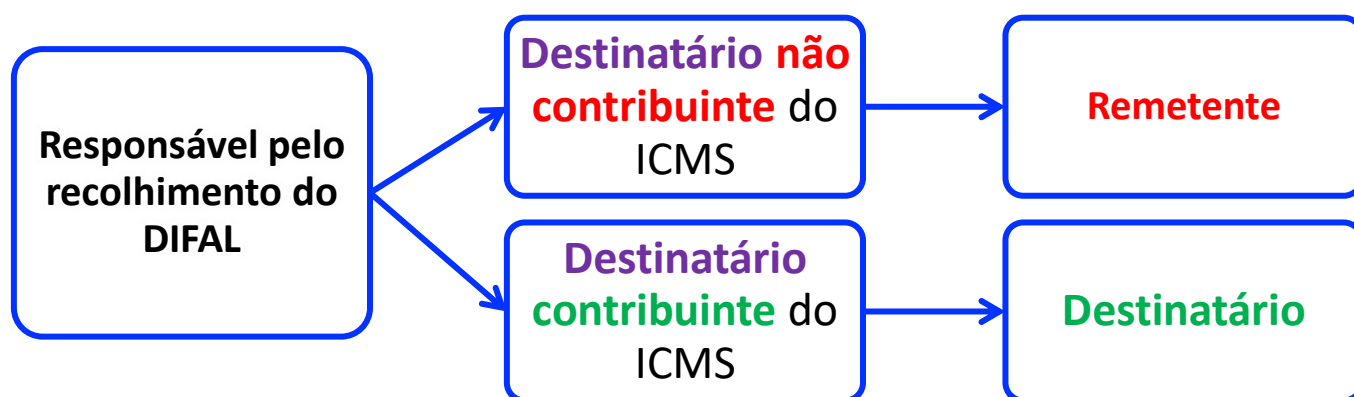 Responsável pelo
recolhimento do
DIFAL
Destinatário não
contribuinte do
ICMS
Remetente
Destinatário
contribuinte do
ICMS
Destinatário